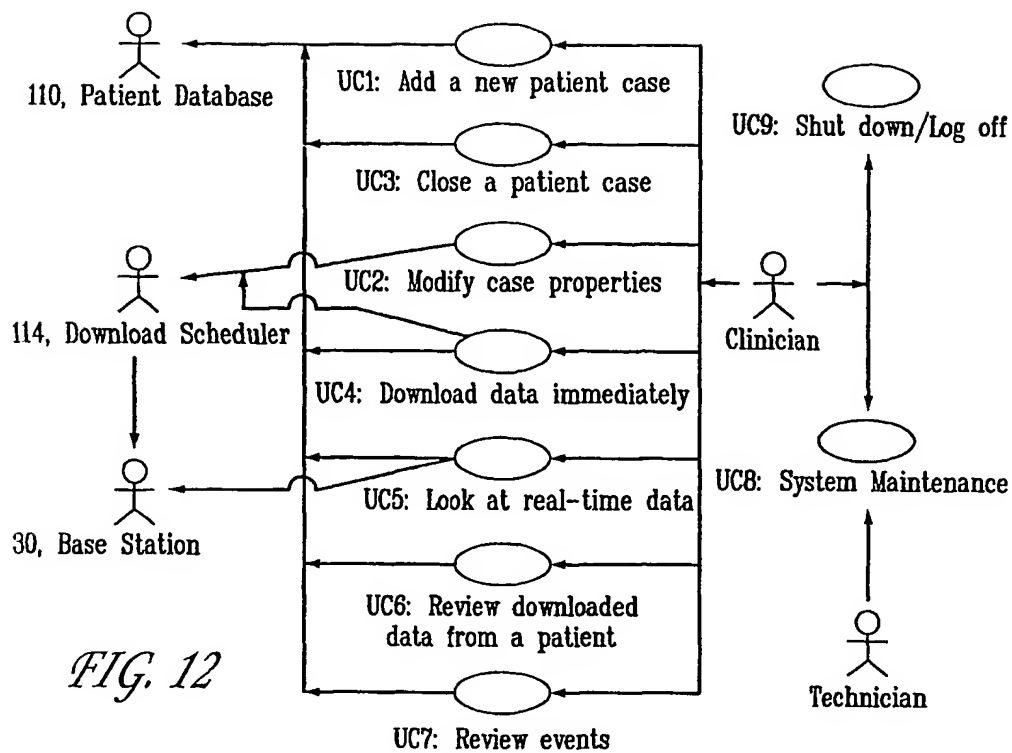 110, Patient Database
UC1: Add a new patient case
UC9: Shut down/Log off
UC3: Close a patient case
114, Download Scheduler
UC2: Modify case properties
Clinician
UC4: Download data immediately
30, Base Station
UC5: Look at real-time data
UC8: System Maintenance
UC6: Review downloaded
data from a patient
FIG. 12
Technician
UC7: Review events